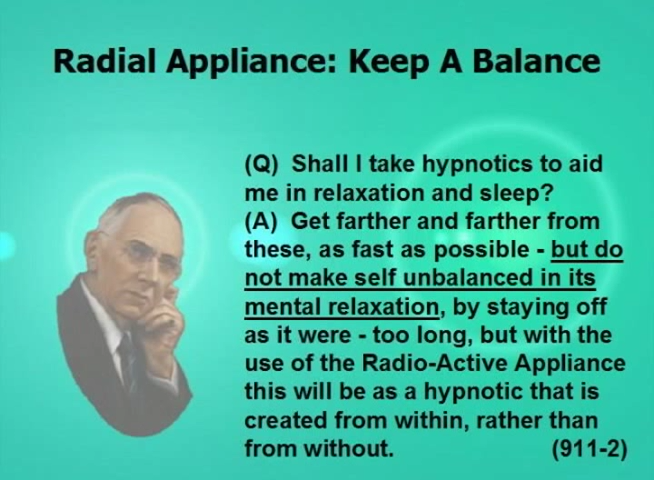 Radial Appliance: Keep A Balance
(Q) Shall I take hypnotics to aid
me in relaxation and sleep?
(A) Get farther and farther from
these, as fast as possible - but do
not make self unbalanced in its
mental relaxation, by staying off
as it were - too long, but with the
use of the Radio-Active Appliance
this will be as a hypnotic that is
created from within, rather than
from without. (911-2)